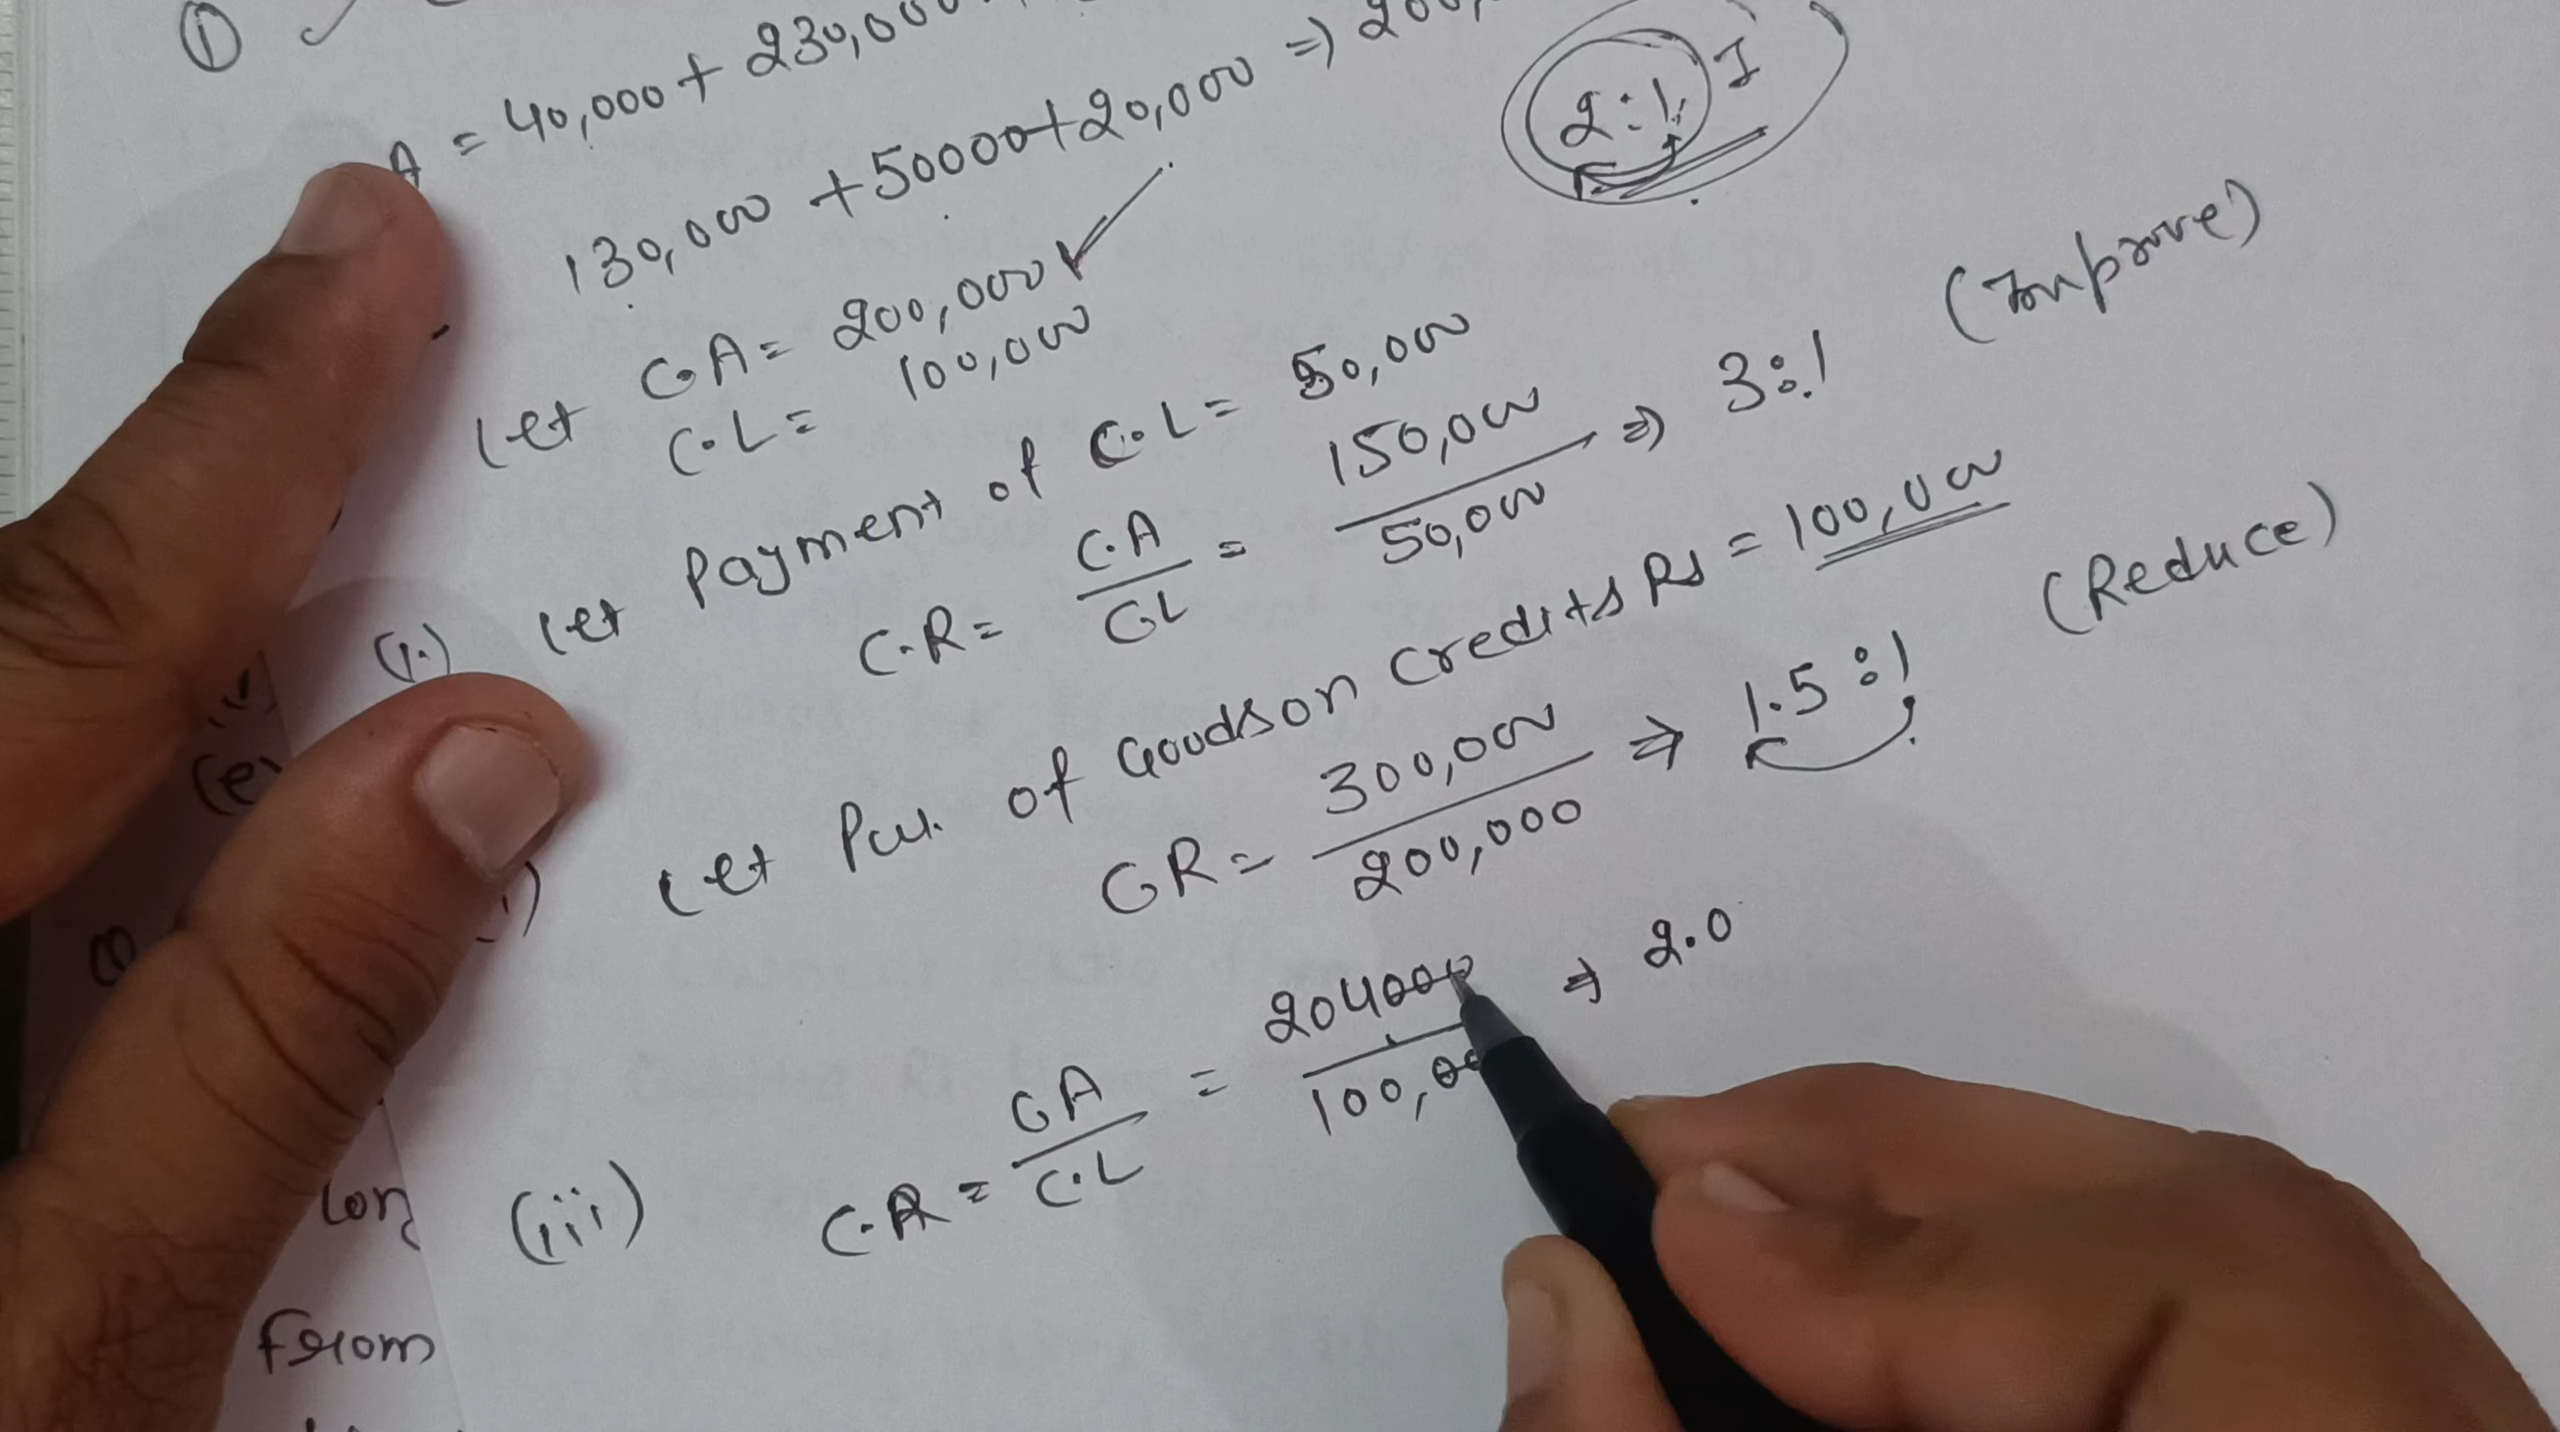 ①
A = 40,000 + 230,000
130,000 + 50000 + 20,000 ⇒ 200,
2:1 I
Let C.A = 200,000 ✓
C.L = 100,000
(i.) Let Payment of C.L = 50,000
C.R = C.A / C.L = 150,000 / 50,000 ⇒ 3:1 (Improve)
Let Pur. of Goods on Credits Rs = 100,000
C.R = 300,000 / 200,000 ⇒ 1.5:1 (Reduce)
(iii) C.R = C.A / C.L = 204000 / 100,00 ⇒ 2.0
From